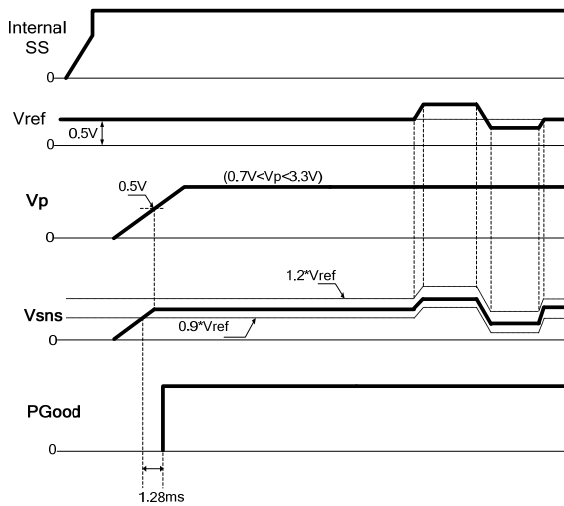 Internal
SS
0
Vref
0.5V
0
0.5V
(0.7V<Vp<3.3V)
Vp
0
1.2*Vref
Vsns
0.9*Vref
0
PGood
0
1.28ms